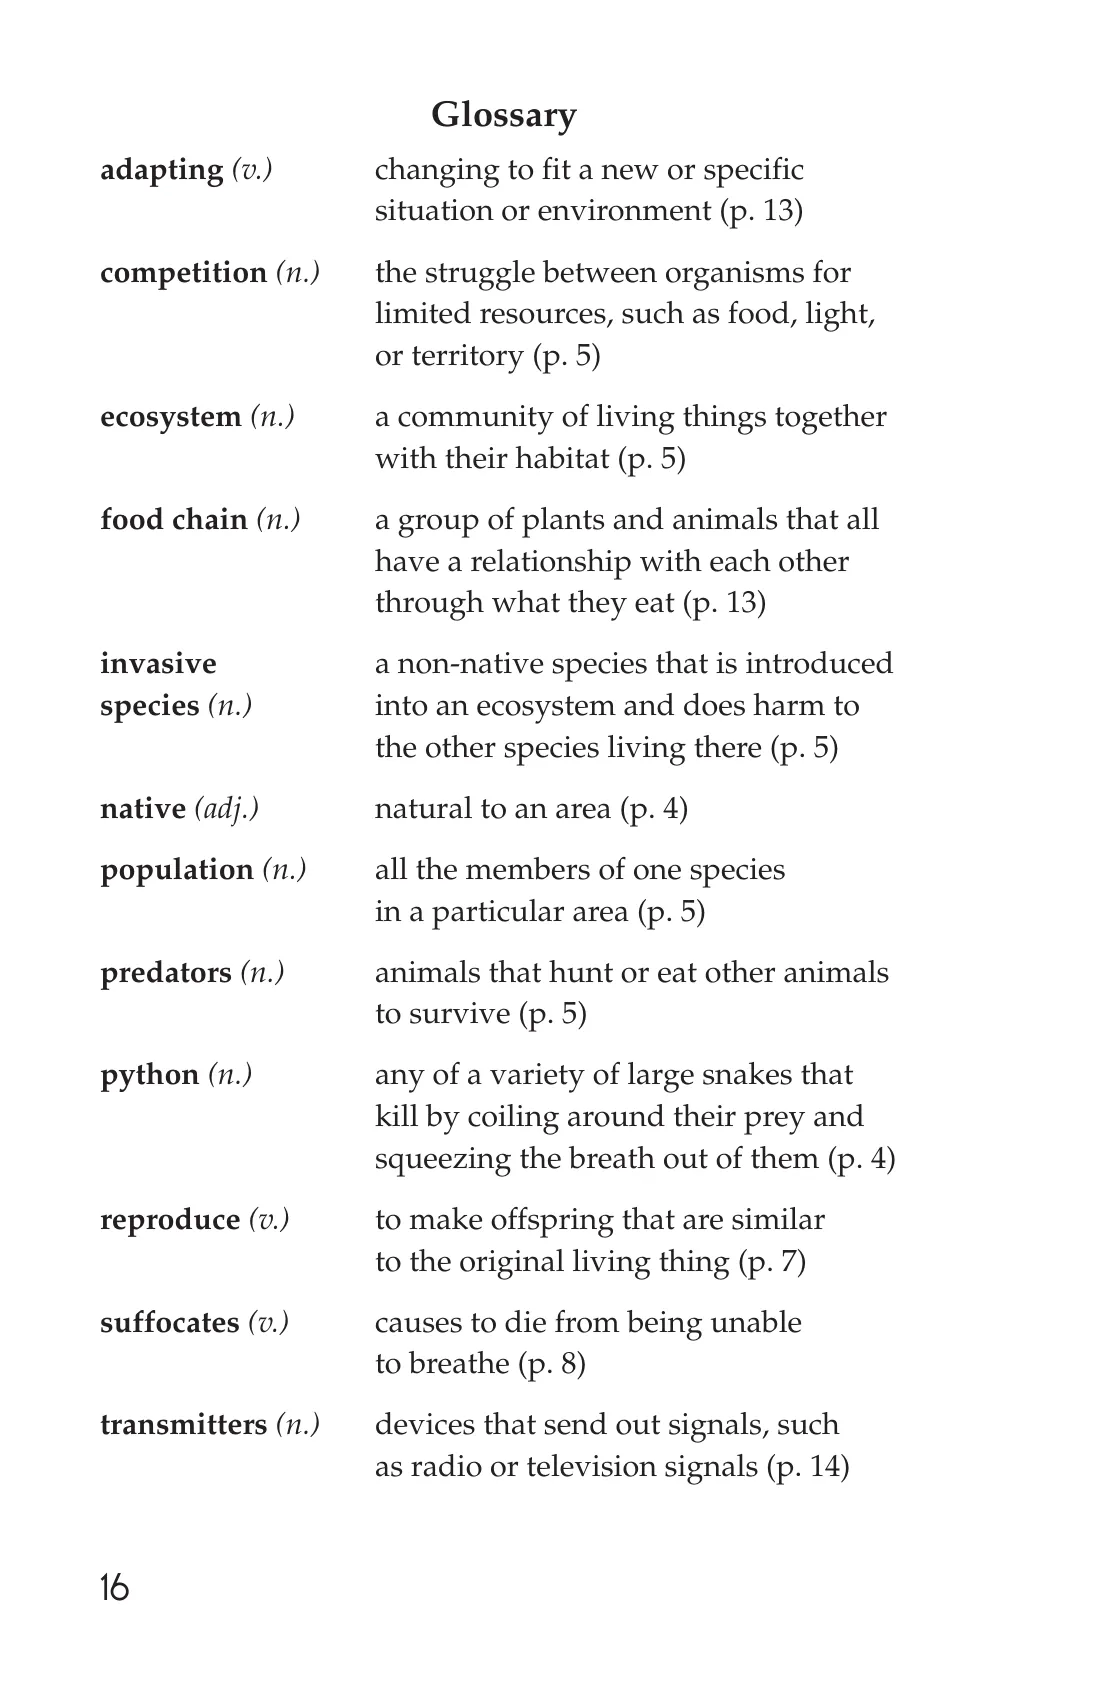 Glossary
adapting (v.) changing to fit a new or specific
situation or environment (p. 13)
competition (n.) the struggle between organisms for
limited resources, such as food, light,
or territory (p. 5)
ecosystem (n.) a community of living things together
with their habitat (p. 5)
food chain (n.) a group of plants and animals that all
have a relationship with each other
through what they eat (p. 13)
invasive a non-native species that is introduced
species (n.) into an ecosystem and does harm to
the other species living there (p. 5)
native (adj.) natural to an area (p. 4)
population (n.) all the members of one species
in a particular area (p. 5)
predators (n.) animals that hunt or eat other animals
to survive (p. 5)
python (n.) any of a variety of large snakes that
kill by coiling around their prey and
squeezing the breath out of them (p. 4)
reproduce (v.) to make offspring that are similar
to the original living thing (p. 7)
suffocates (v.) causes to die from being unable
to breathe (p. 8)
transmitters (n.) devices that send out signals, such
as radio or television signals (p. 14)
16